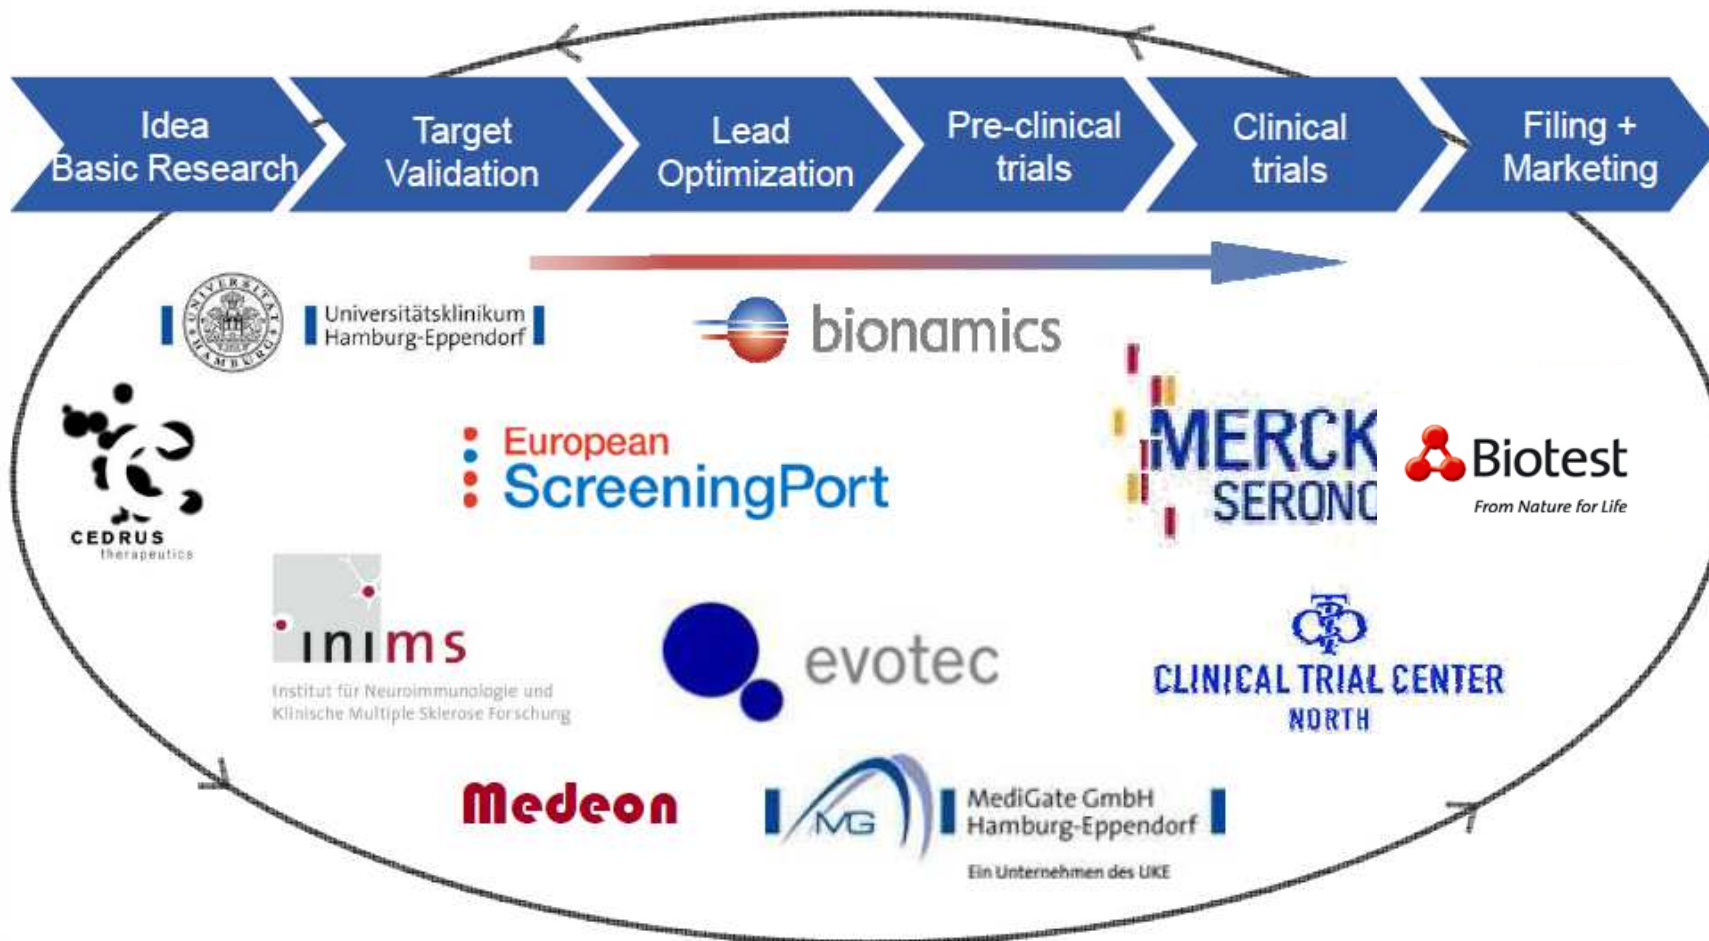 Idea
Basic Research
Target
Validation
Lead
Optimization
Pre-clinical
trials
Clinical
trials
Filing +
Marketing
UNIVERSITÄT
HAMBURG
Universitätsklinikum
Hamburg-Eppendorf
bionamics
CEDRUS
therapeutics
European
ScreeningPort
MERCK
SERONO
Biotest
From Nature for Life
inims
Institut für Neuroimmunologie und
Klinische Multiple Sklerose Forschung
evotec
CLINICAL TRIAL CENTER
NORTH
Medeon
MG
MediGate GmbH
Hamburg-Eppendorf
Ein Unternehmen des UKE